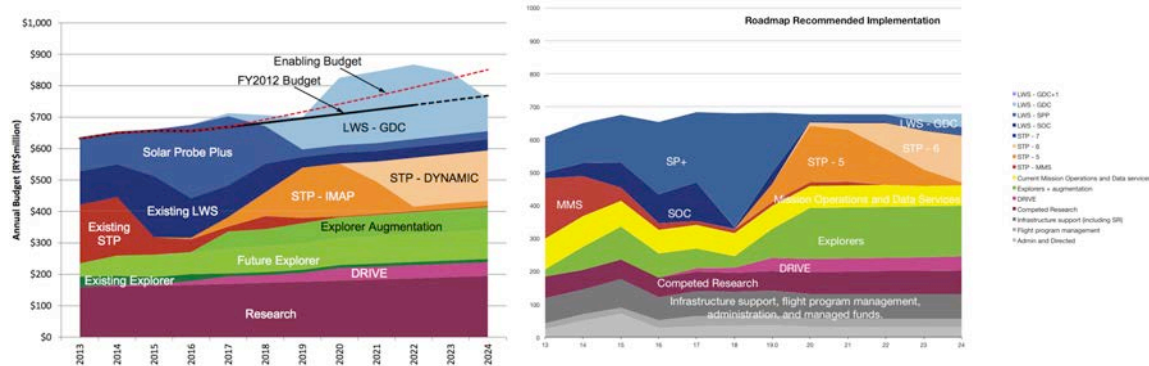 $1,000
$900
$800
$700
$600
$500
$400
$300
$200
$100
$0
Annual Budget (RY$million)
Enabling Budget
FY2012 Budget
LWS - GDC
Solar Probe Plus
STP - DYNAMIC
STP - IMAP
Existing LWS
Existing STP
Explorer Augmentation
Future Explorer
Existing Explorer
DRIVE
Research
2013
2014
2015
2016
2017
2018
2019
2020
2021
2022
2023
2024
Roadmap Recommended Implementation
1000
900
800
700
600
500
400
300
200
100
0
LWS - GDC
SP+
STP - 5
STP - 6
MMS
SOC
Mission Operations and Data Services
Explorers
DRIVE
Competed Research
Infrastructure support, flight program management,
administration, and managed funds.
13
14
15
16
17
18
19.0
20
21
22
23
24
LWS - GDC+1
LWS - GDC
LWS - SPP
LWS - SOC
STP - 7
STP - 6
STP - 5
STP - MMS
Current Mission Operations and Data services
Explorers + augmentation
DRIVE
Competed Research
Infrastructure support (including SR)
Flight program management
Admin and Directed